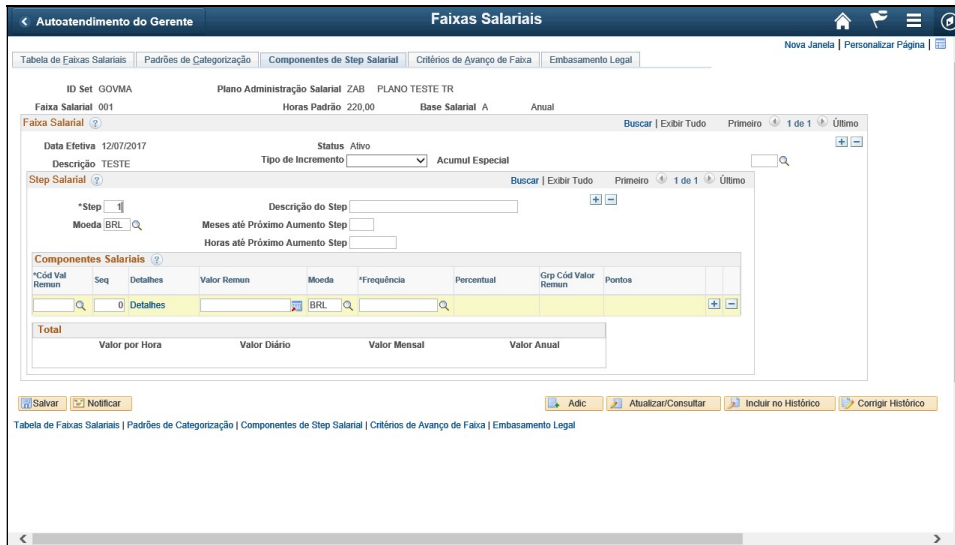 Autoatendimento do Gerente
Faixas Salariais
Nova Janela | Personalizar Página |
Tabela de Faixas Salariais
Padrões de Categorização
Componentes de Step Salarial
Critérios de Avanço de Faixa
Embasamento Legal
ID Set GOVMA Plano Administração Salarial ZAB PLANO TESTE TR
Faixa Salarial 001 Horas Padrão 220,00 Base Salarial A Anual
Faixa Salarial ? Buscar | Exibir Tudo Primeiro 1 de 1 Último
Data Efetiva 12/07/2017 Status Ativo + -
Descrição TESTE Tipo de Incremento Acumul Especial
Step Salarial ? Buscar | Exibir Tudo Primeiro 1 de 1 Último
*Step 1 Descrição do Step + -
Moeda BRL Meses até Próximo Aumento Step
Horas até Próximo Aumento Step
Componentes Salariais ?
*Cód Val Remun Seq Detalhes Valor Remun Moeda *Frequência Percentual Grp Cód Valor Remun Pontos
0 Detalhes BRL + -
Total
Valor por Hora Valor Diário Valor Mensal Valor Anual
Salvar Notificar Adic Atualizar/Consultar Incluir no Histórico Corrigir Histórico
Tabela de Faixas Salariais | Padrões de Categorização | Componentes de Step Salarial | Critérios de Avanço de Faixa | Embasamento Legal